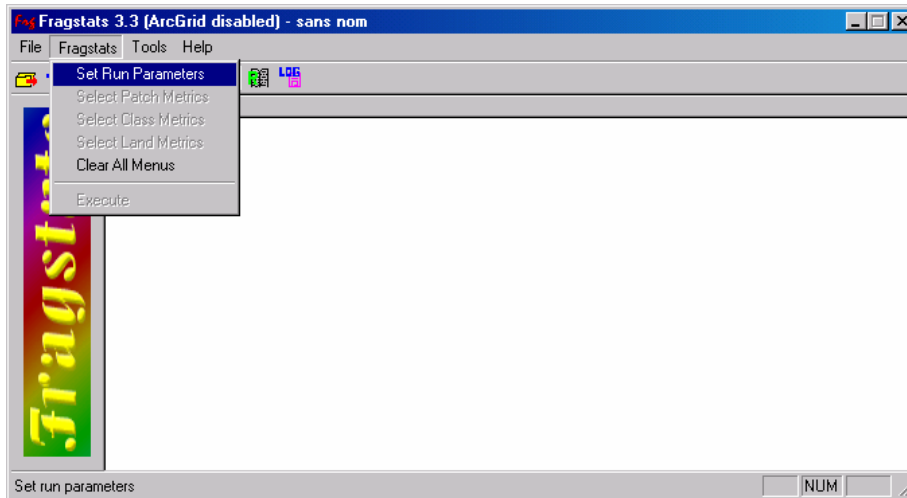 Frag Fragstats 3.3 (ArcGrid disabled) - sans nom
File Fragstats Tools Help
LOG
Set Run Parameters
Select Patch Metrics
Select Class Metrics
Select Land Metrics
Clear All Menus
Execute
Fragstats
Set run parameters NUM